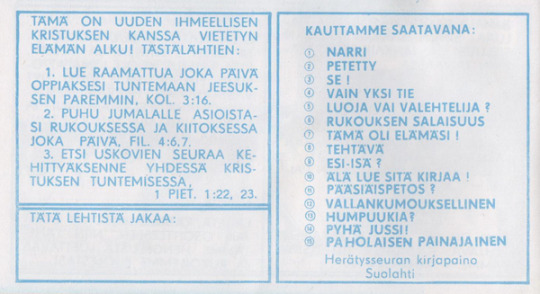 TÄMÄ ON UUDEN IHMEELLISEN
KRISTUKSEN KANSSA VIETETYN
ELÄMÄN ALKU! TÄSTÄLÄHTIEN:
1. LUE RAAMATTUA JOKA PÄIVÄ
OPPIAKSESI TUNTEMAAN JEESUK-
SEN PAREMMIN, KOL. 3:16.
2. PUHU JUMALALLE ASIOISTA-
SI RUKOUKSESSA JA KIITOKSESSA
JOKA PÄIVÄ, FIL. 4:6,7.
3. ETSI USKOVIEN SEURAA KE-
HITTYÄKSENNE YHDESSÄ KRIS-
TUKSEN TUNTEMISESSA,
1 PIET. 1:22, 23.
TÄTÄ LEHTISTÄ JAKAA:
KAUTTAMME SAATAVANA:
1 NARRI
2 PETETTY
3 SE!
4 VAIN YKSI TIE
5 LUOJA VAI VALEHTELIJA?
6 RUKOUKSEN SALAISUUS
7 TÄMÄ OLI ELÄMÄSI!
8 TEHTÄVÄ
9 ESI-ISÄ?
10 ÄLÄ LUE SITÄ KIRJAA!
11 PÄÄSIÄISPETOS?
12 VALLANKUMOUKSELLINEN
13 HUMPUUKIA?
14 PYHÄ JUSSI!
15 PAHOLAISEN PAINAJAINEN
Herätysseuran kirjapaino
Suolahti